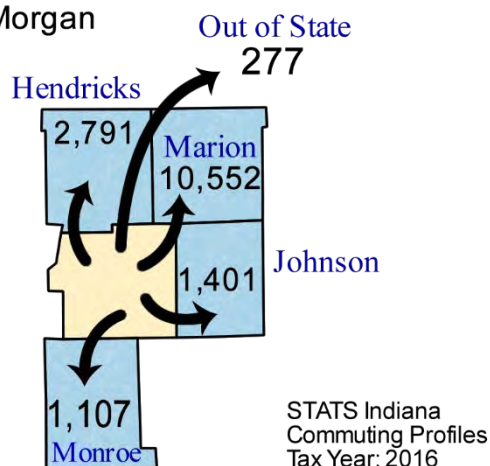 Morgan
Out of State
277
Hendricks
2,791
Marion
10,552
1,401
Johnson
1,107
Monroe
STATS Indiana
Commuting Profiles
Tax Year: 2016